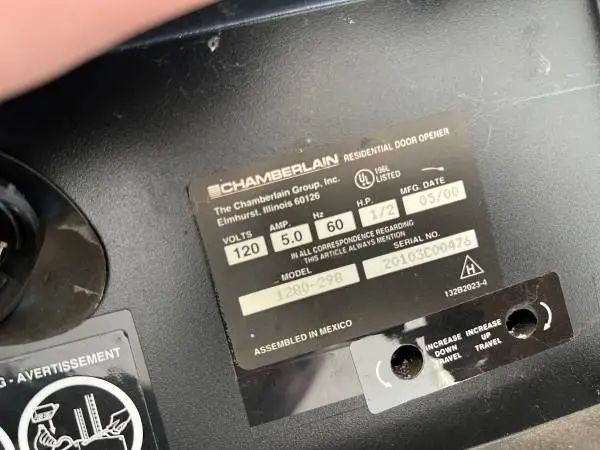 CHAMBERLAIN RESIDENTIAL DOOR OPENER
The Chamberlain Group, Inc.
Elmhurst, Illinois 60126
UL 196L
LISTED
VOLTS AMP. Hz H.P. MFG. DATE
120 5.0 60 1/2 05/00
IN ALL CORRESPONDENCE REGARDING
THIS ARTICLE ALWAYS MENTION
MODEL SERIAL NO.
1280-298 20103C00476
H
ASSEMBLED IN MEXICO 132B2023-4
INCREASE
DOWN
TRAVEL
INCREASE
UP
TRAVEL
G - AVERTISSEMENT